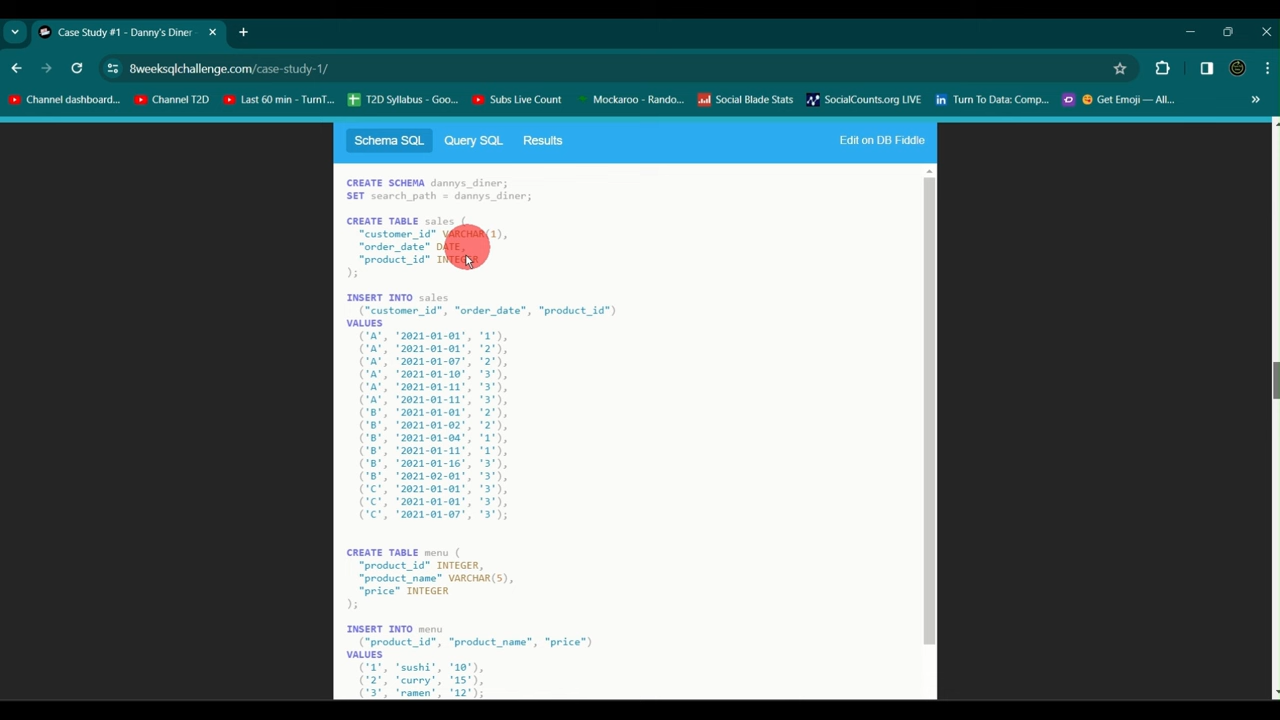 Case Study #1 - Danny's Diner
8weeksqlchallenge.com/case-study-1/
Channel dashboard... Channel T2D Last 60 min - TurnT... T2D Syllabus - Goo... Subs Live Count Mockaroo - Rando... Social Blade Stats SocialCounts.org LIVE Turn To Data: Comp... Get Emoji — All...
Schema SQL Query SQL Results Edit on DB Fiddle
CREATE SCHEMA dannys_diner;
SET search_path = dannys_diner;
CREATE TABLE sales (
"customer_id" VARCHAR(1),
"order_date" DATE,
"product_id" INTEGER
);
INSERT INTO sales
("customer_id", "order_date", "product_id")
VALUES
('A', '2021-01-01', '1'),
('A', '2021-01-01', '2'),
('A', '2021-01-07', '2'),
('A', '2021-01-10', '3'),
('A', '2021-01-11', '3'),
('A', '2021-01-11', '3'),
('B', '2021-01-01', '2'),
('B', '2021-01-02', '2'),
('B', '2021-01-04', '1'),
('B', '2021-01-11', '1'),
('B', '2021-01-16', '3'),
('B', '2021-02-01', '3'),
('C', '2021-01-01', '3'),
('C', '2021-01-01', '3'),
('C', '2021-01-07', '3');
CREATE TABLE menu (
"product_id" INTEGER,
"product_name" VARCHAR(5),
"price" INTEGER
);
INSERT INTO menu
("product_id", "product_name", "price")
VALUES
('1', 'sushi', '10'),
('2', 'curry', '15'),
('3', 'ramen', '12');